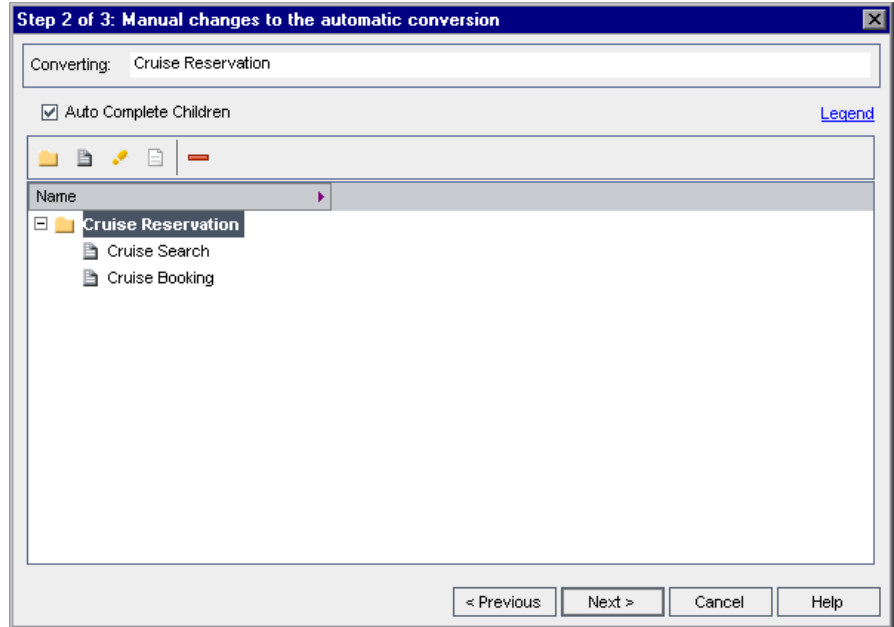 Step 2 of 3: Manual changes to the automatic conversion
Converting: Cruise Reservation
Auto Complete Children
Legend
Name
Cruise Reservation
Cruise Search
Cruise Booking
< Previous Next > Cancel Help